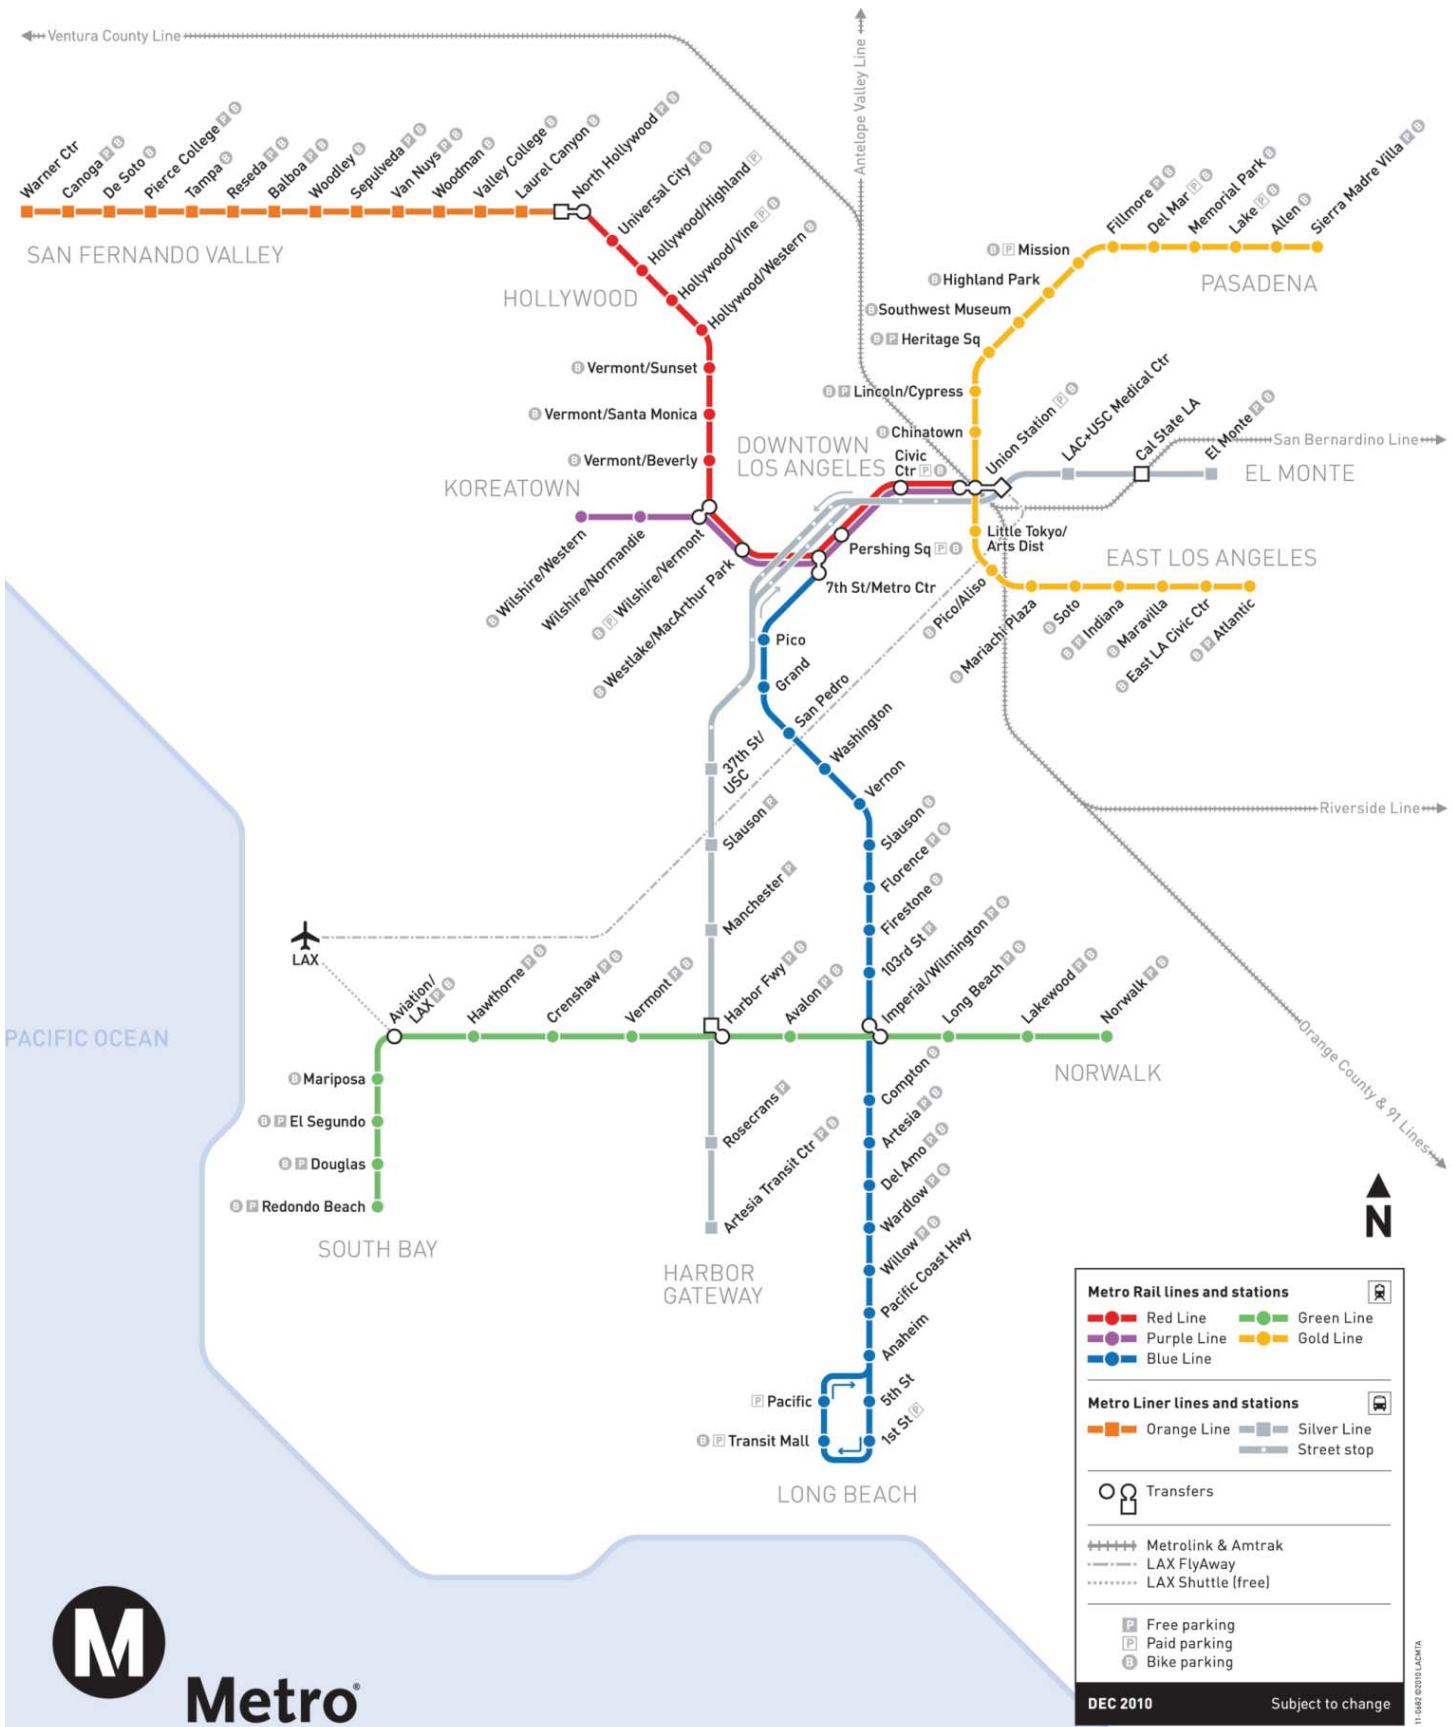 Ventura County Line
Antelope Valley Line
Warner Ctr
Canoga P B
De Soto B
Pierce College P B
Tampa B
Reseda P B
Balboa P B
Woodley B
Sepulveda P B
Van Nuys P B
Woodman B
Valley College B
Laurel Canyon B
North Hollywood P B
Universal City P B
Hollywood/Highland P
Hollywood/Vine P B
Hollywood/Western B
SAN FERNANDO VALLEY
HOLLYWOOD
B Vermont/Sunset
B Vermont/Santa Monica
B Vermont/Beverly
KOREATOWN
B Wilshire/Western
Wilshire/Normandie
B P Wilshire/Vermont
B Westlake/MacArthur Park
Fillmore P B
Del Mar P B
Memorial Park B
Lake P B
Allen B
Sierra Madre Villa P B
PASADENA
B P Mission
B Highland Park
B Southwest Museum
B P Heritage Sq
B P Lincoln/Cypress
B Chinatown
DOWNTOWN
LOS ANGELES
Civic
Ctr P B
Union Station P B
LAC+USC Medical Ctr
Cal State LA
El Monte P B
San Bernardino Line
EL MONTE
Pershing Sq P B
7th St/Metro Ctr
Little Tokyo/
Arts Dist
EAST LOS ANGELES
B Pico/Aliso
B Mariachi Plaza
B Soto
B P Indiana
B Maravilla
B East LA Civic Ctr
B P Atlantic
Pico
Grand
San Pedro
Washington
Vernon
Slauson B
Florence P B
Firestone B
103rd St P
Imperial/Wilmington P B
37th St/
USC
Slauson P
Manchester P
Riverside Line
Orange County & 91 Lines
LAX
Aviation/
LAX P B
Hawthorne P B
Crenshaw P B
Vermont P B
Harbor Fwy P B
Avalon P B
Long Beach P B
Lakewood P B
Norwalk P B
NORWALK
PACIFIC OCEAN
B Mariposa
B P El Segundo
B P Douglas
B P Redondo Beach
SOUTH BAY
Rosecrans P
Artesia Transit Ctr P B
HARBOR
GATEWAY
Compton B
Artesia P B
Del Amo P B
Wardlow P B
Willow P B
Pacific Coast Hwy
Anaheim
5th St
1st St P
P Pacific
B P Transit Mall
LONG BEACH
N
Metro Rail lines and stations
Red Line
Green Line
Purple Line
Gold Line
Blue Line
Metro Liner lines and stations
Orange Line
Silver Line
Street stop
Transfers
Metrolink & Amtrak
LAX FlyAway
LAX Shuttle (free)
P Free parking
P Paid parking
B Bike parking
DEC 2010
Subject to change
11-0682 ©2010 LACMTA
M
Metro®